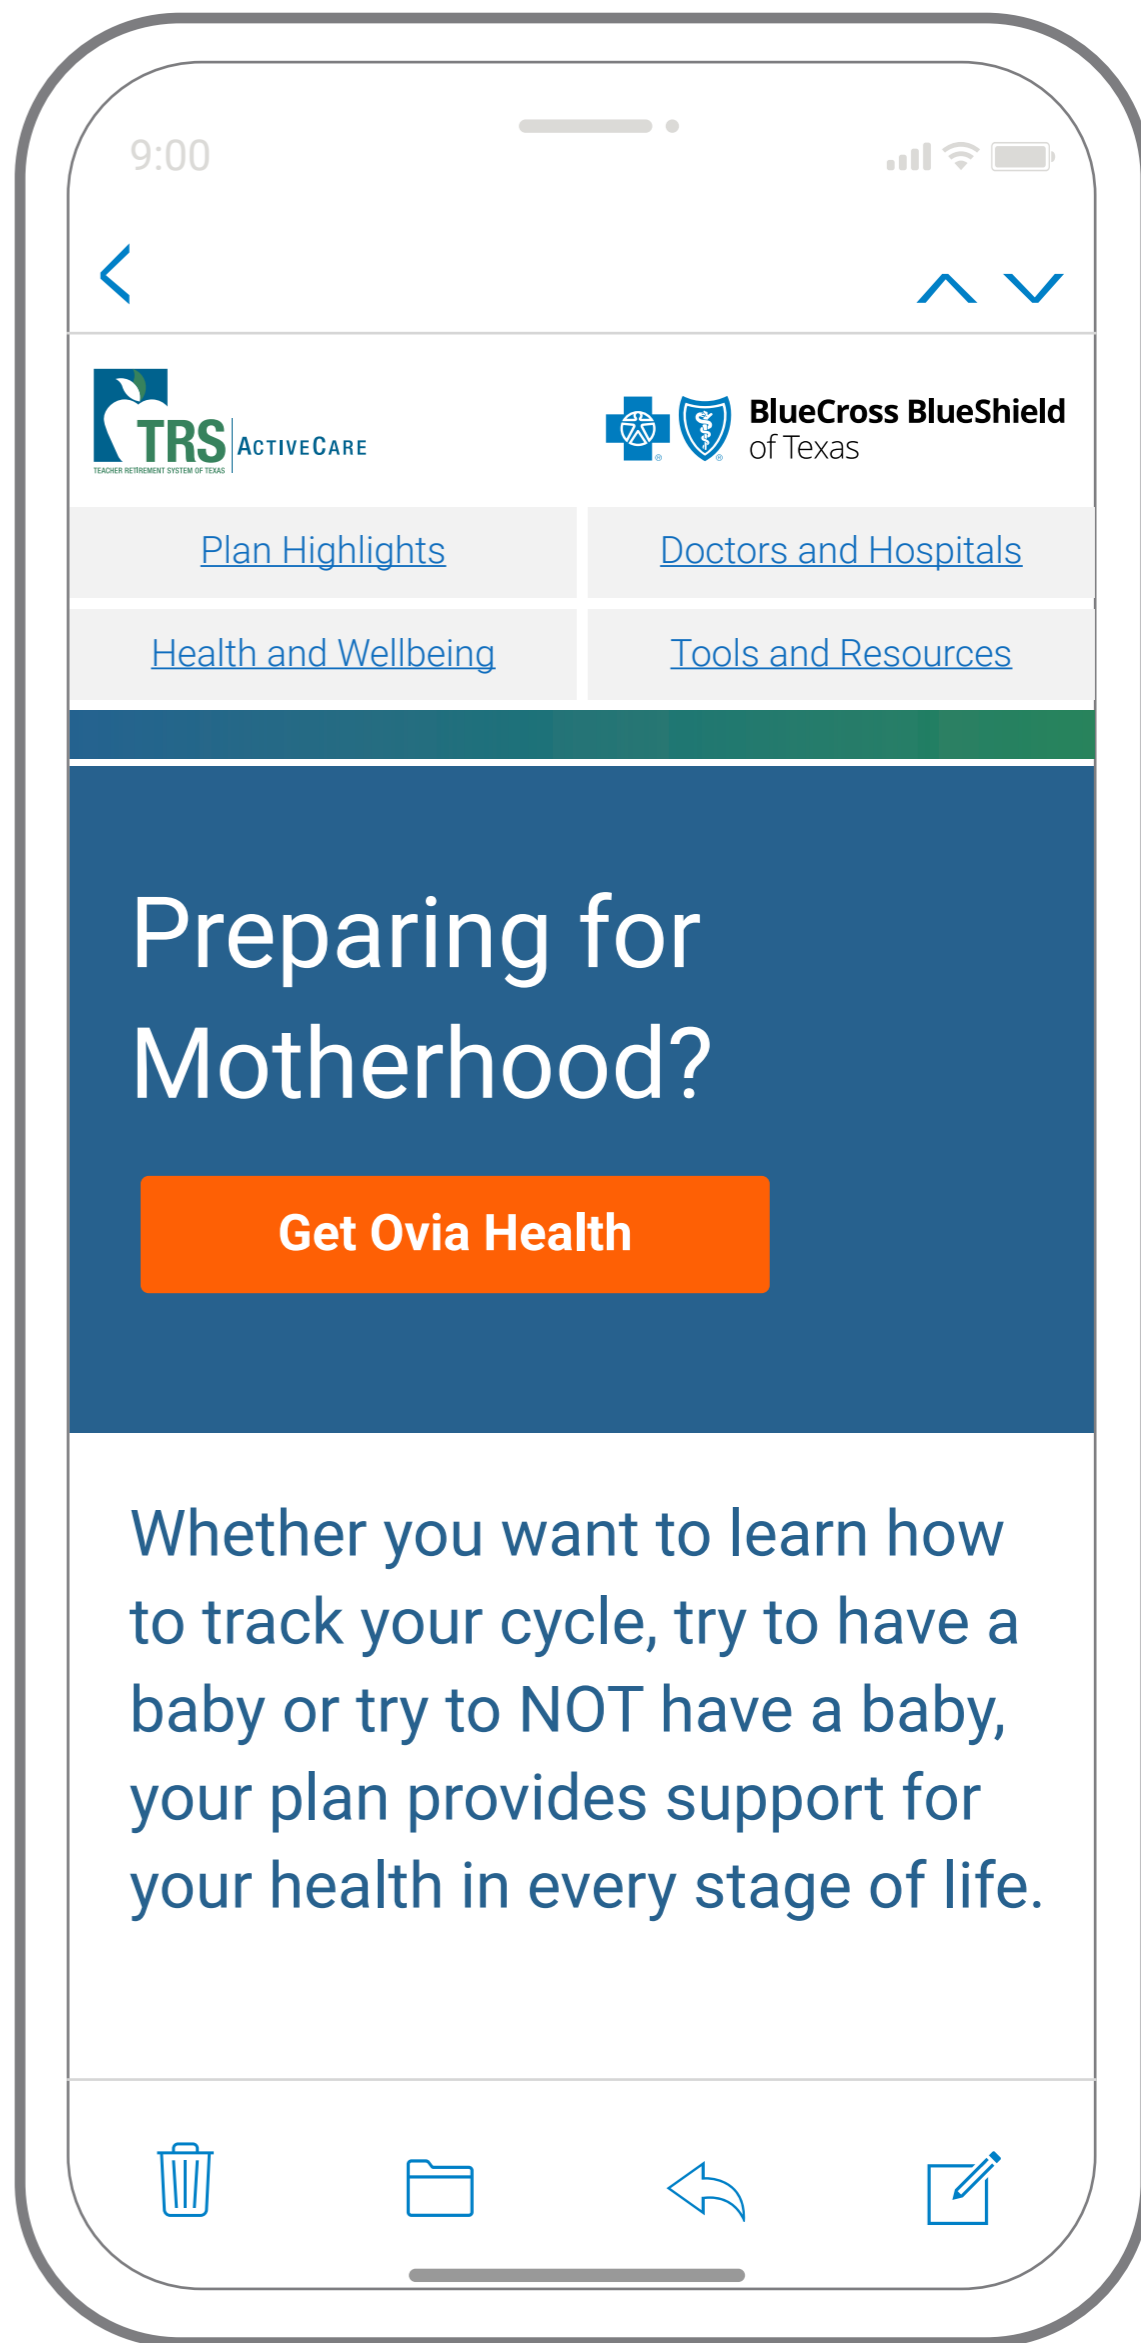 9:00
TRS
ACTIVECARE
TEACHER RETIREMENT SYSTEM OF TEXAS
BlueCross BlueShield
of Texas
Plan Highlights
Doctors and Hospitals
Health and Wellbeing
Tools and Resources
Preparing for
Motherhood?
Get Ovia Health
Whether you want to learn how
to track your cycle, try to have a
baby or try to NOT have a baby,
your plan provides support for
your health in every stage of life.